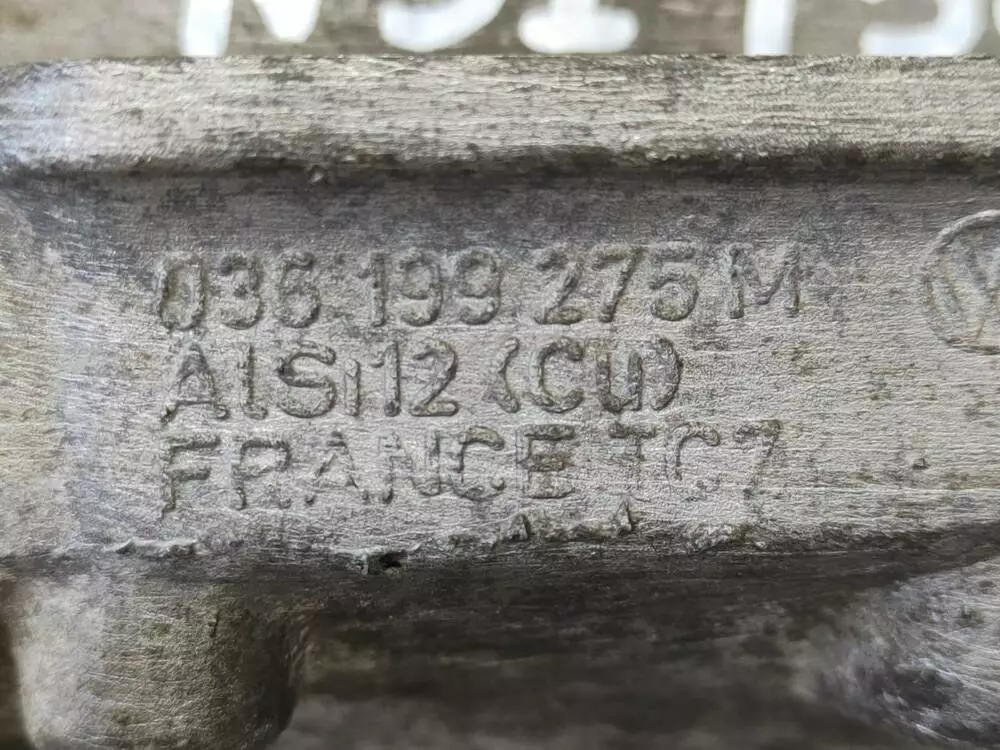 036 199 275 M
AlSi12 (Cu)
FRANCE TC7